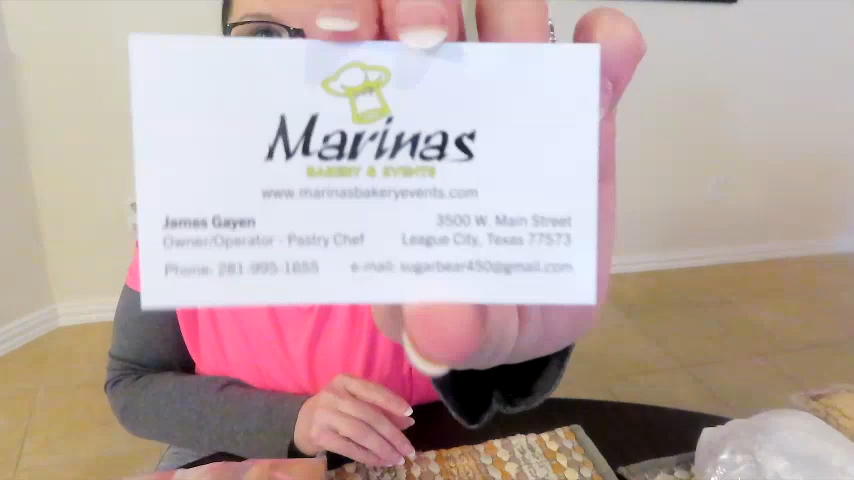 Marinas
BAKERY & EVENTS
www.marinasbakeryevents.com
James Gayen
Owner/Operator - Pastry Chef
Phone: 281-995-1655
3500 W. Main Street
League City, Texas 77573
e-mail: sugarbear450@gmail.com